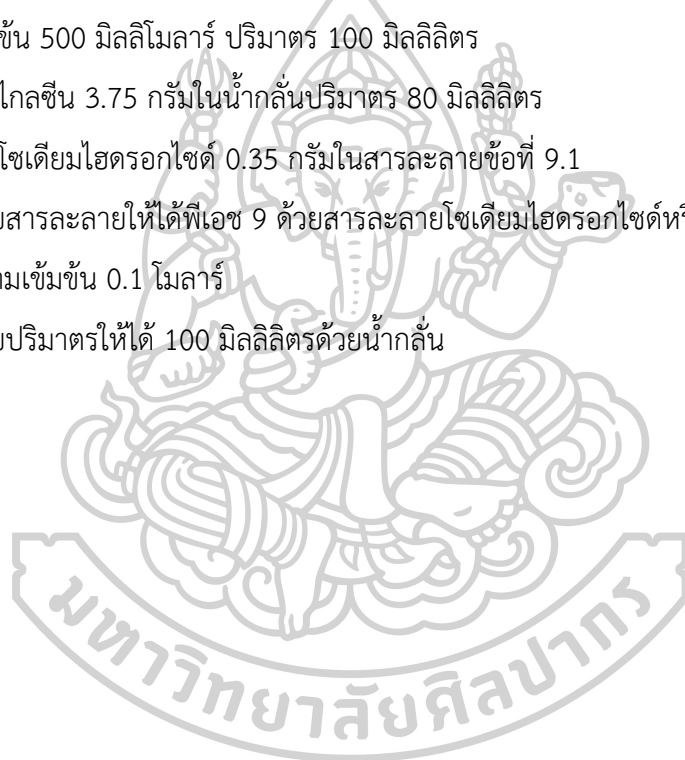 ข้น 500 มิลลิโมลาร์ ปริมาตร 100 มิลลิลิตร
ไกลซีน 3.75 กรัมในน้ำกลั่นปริมาตร 80 มิลลิลิตร
โซเดียมไฮดรอกไซด์ 0.35 กรัมในสารละลายข้อที่ 9.1
สารละลายให้ได้พีเอช 9 ด้วยสารละลายโซเดียมไฮดรอกไซด์
เข้มข้น 0.1 โมลาร์
ปริมาตรให้ได้ 100 มิลลิลิตรด้วยน้ำกลั่น
มหาวิทยาลัยศิลปากร